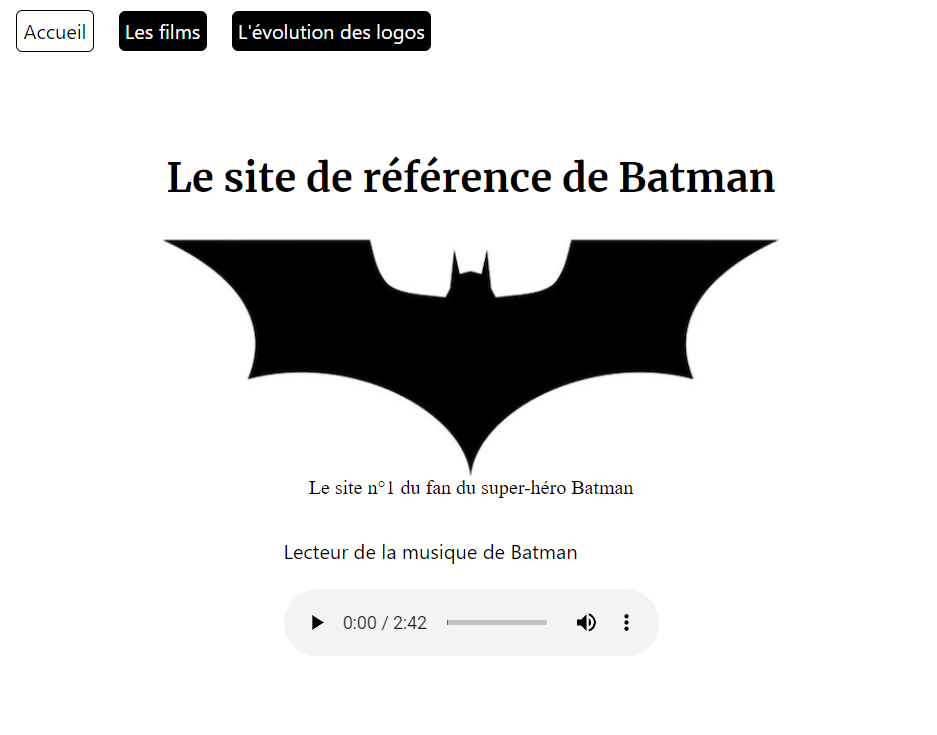 Accueil Les films L'évolution des logos
Le site de référence de Batman
Le site n°1 du fan du super-héro Batman
Lecteur de la musique de Batman
0:00 / 2:42